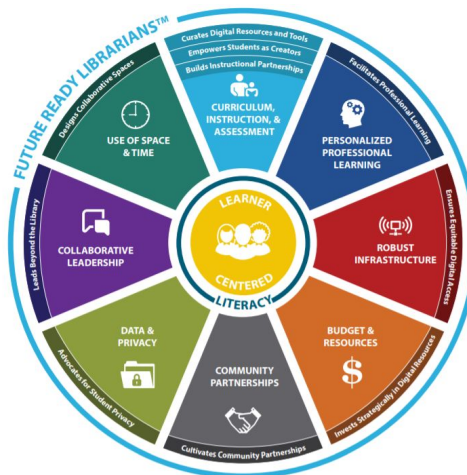 FUTURE READY LIBRARIANS™
Curates Digital Resources and Tools
Empowers Students as Creators
Builds Instructional Partnerships
CURRICULUM,
INSTRUCTION, &
ASSESSMENT
Facilitates Professional Learning
PERSONALIZED
PROFESSIONAL
LEARNING
Ensures Equitable Digital Access
ROBUST
INFRASTRUCTURE
Invests Strategically in Digital Resources
BUDGET &
RESOURCES
$
Cultivates Community Partnerships
COMMUNITY
PARTNERSHIPS
Advocates for Student Privacy
DATA &
PRIVACY
Leads Beyond the Library
COLLABORATIVE
LEADERSHIP
Designs Collaborative Spaces
USE OF SPACE
& TIME
LEARNER
CENTERED
LITERACY